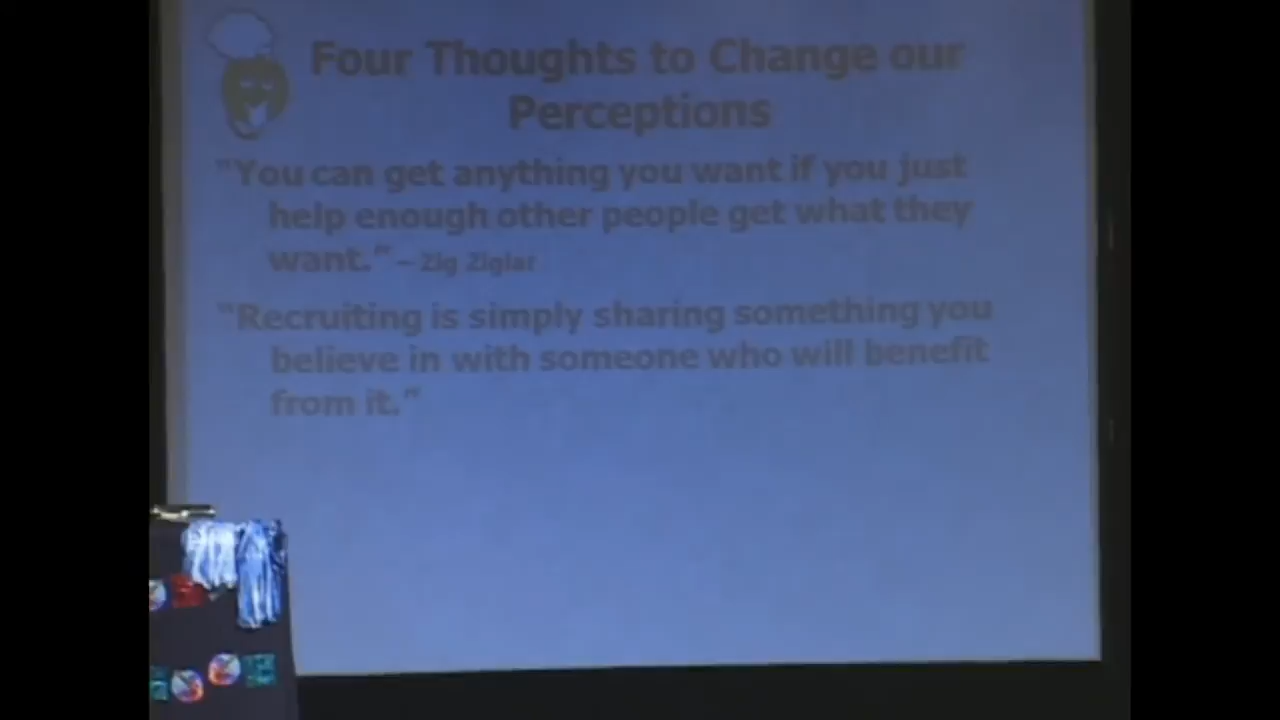 Four Thoughts to Change our
Perceptions
"You can get anything you want if you just
help enough other people get what they
want." – Zig Ziglar
"Recruiting is simply sharing something you
believe in with someone who will benefit
from it."